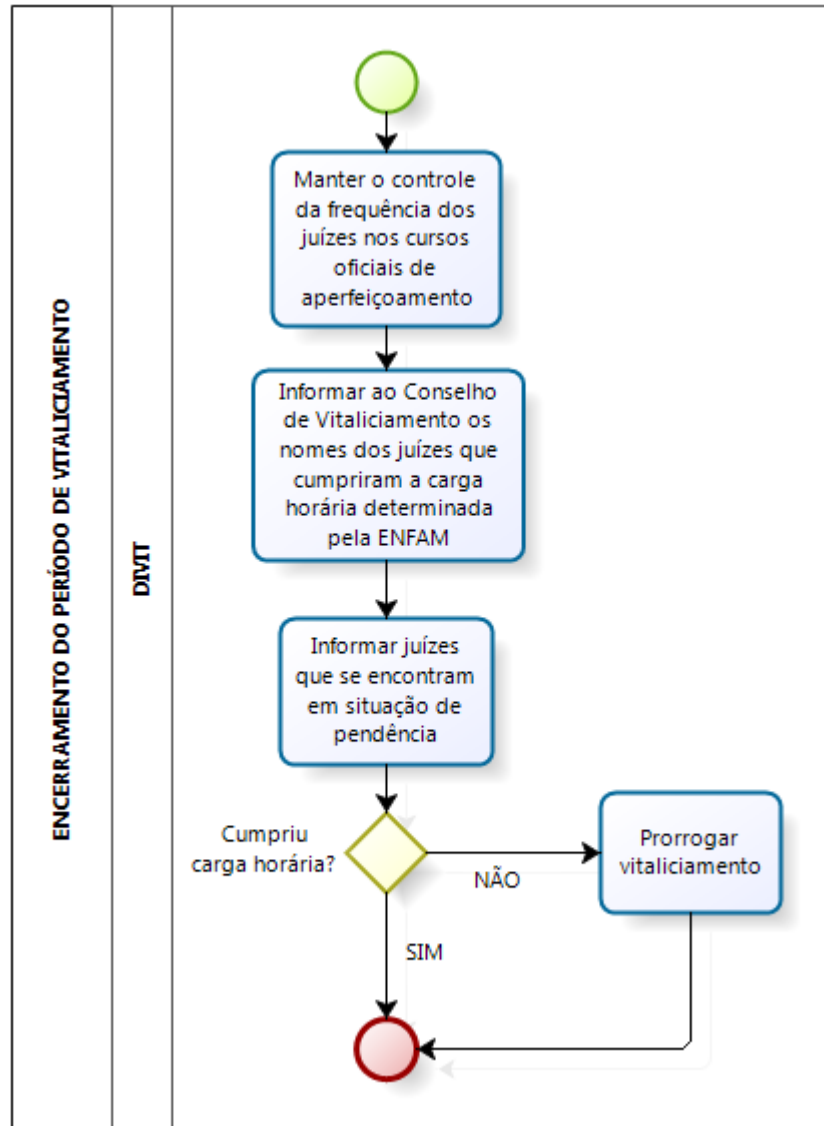 ENCERRAMENTO DO PERÍODO DE VITALICIAMENTO
DIVIT
Manter o controle
da frequência dos
juízes nos cursos
oficiais de
aperfeiçoamento
Informar ao Conselho
de Vitaliciamento os
nomes dos juízes que
cumpriram a carga
horária determinada
pela ENFAM
Informar juízes
que se encontram
em situação de
pendência
Cumpriu
carga horária?
NÃO
Prorrogar
vitaliciamento
SIM